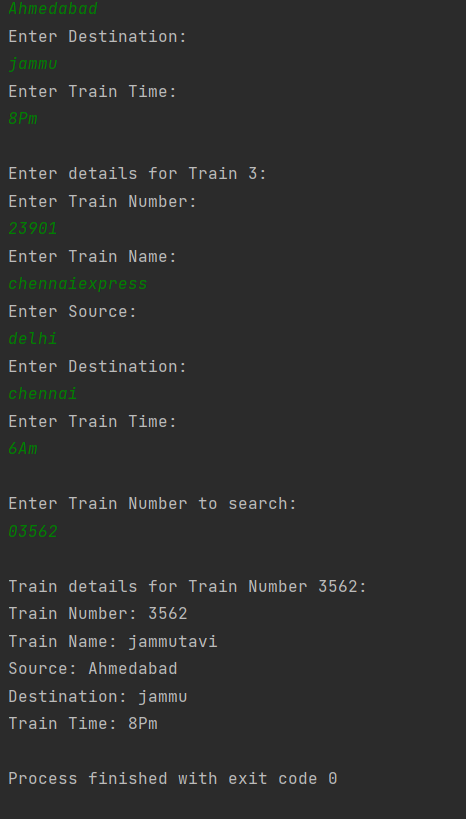 Ahmedabad
Enter Destination:
jammu
Enter Train Time:
8Pm
Enter details for Train 3:
Enter Train Number:
23901
Enter Train Name:
chennaiexpress
Enter Source:
delhi
Enter Destination:
chennai
Enter Train Time:
6Am
Enter Train Number to search:
03562
Train details for Train Number 3562:
Train Number: 3562
Train Name: jammutavi
Source: Ahmedabad
Destination: jammu
Train Time: 8Pm
Process finished with exit code 0